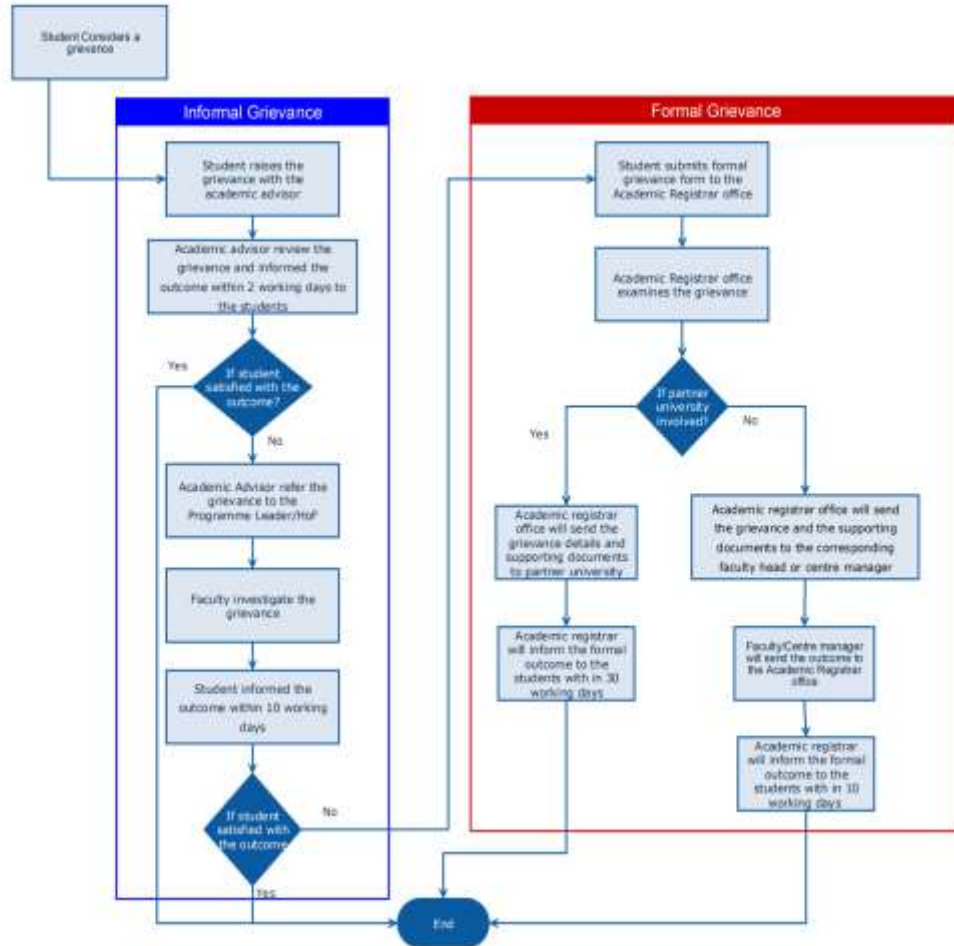 Student Considers a
grievance
Informal Grievance
Student raises the
grievance with the
academic advisor
Academic advisor review the
grievance and informed the
outcome within 2 working days to
the students
If student
satisfied with the
outcome?
Yes
No
Academic Advisor refer the
grievance to the
Programme Leader/HoF
Faculty investigate the
grievance
Student informed the
outcome within 10 working
days
If student
satisfied with
the outcome
No
Yes
Formal Grievance
Student submits formal
grievance form to the
Academic Registrar office
Academic Registrar office
examines the grievance
If partner
university
involved?
Yes
No
Academic registrar
office will send the
grievance details and
supporting documents
to partner university
Academic registrar
will inform the formal
outcome to the
students with in 30
working days
Academic registrar office will send
the grievance and the supporting
documents to the corresponding
faculty head or centre manager
Faculty/Centre manager
will send the outcome to
the Academic Registrar
office
Academic registrar
will inform the formal
outcome to the
students with in 10
working days
End